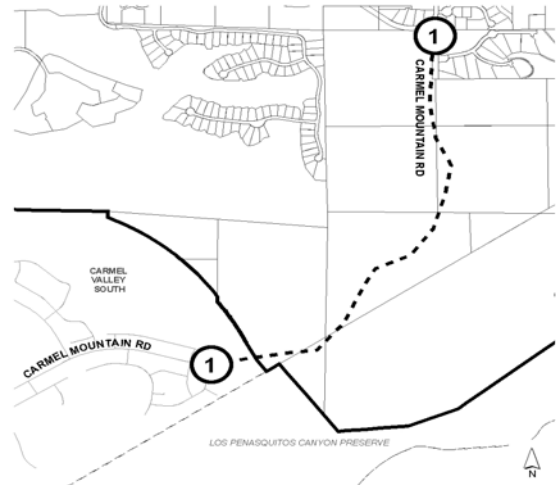 1
CARMEL MOUNTAIN RD
CARMEL
VALLEY
SOUTH
CARMEL MOUNTAIN RD
1
LOS PENASQUITOS CANYON PRESERVE
N